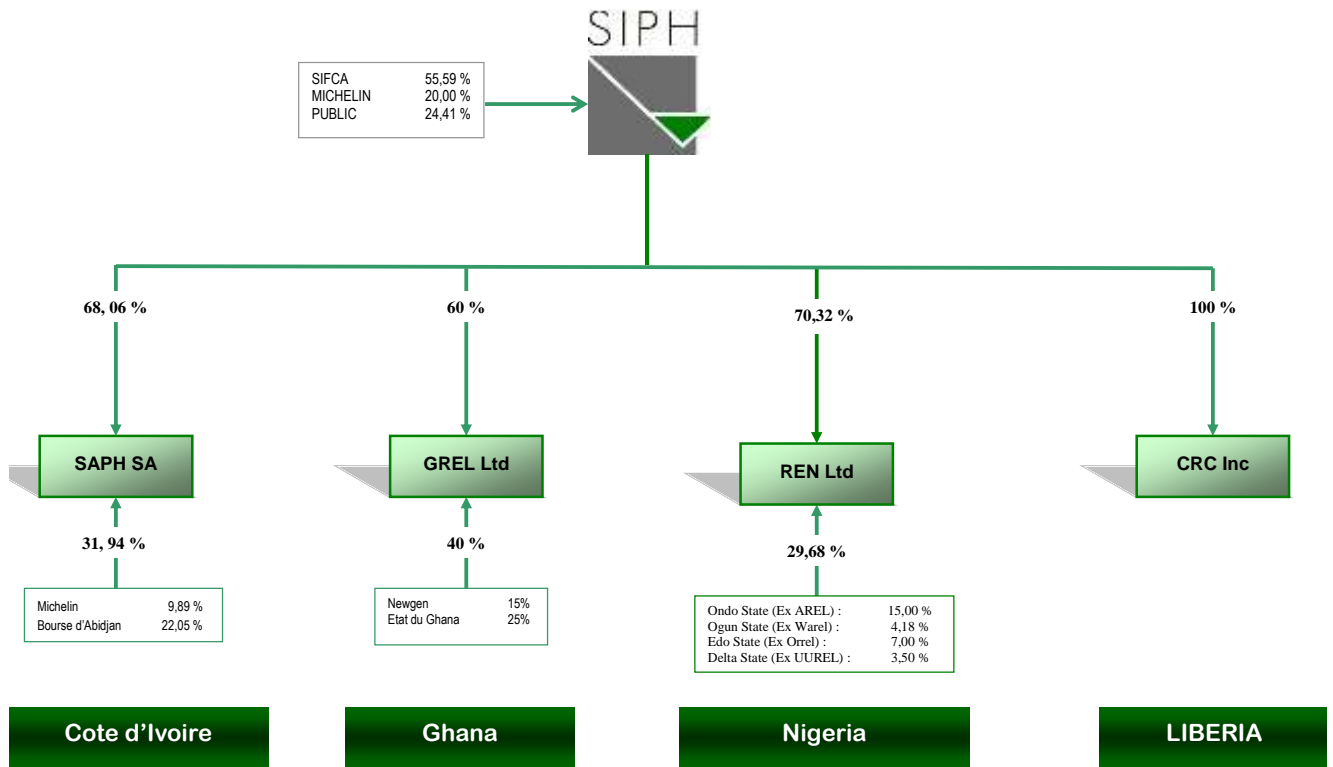 SIPH
SIFCA 55,59 %
MICHELIN 20,00 %
PUBLIC 24,41 %
68, 06 %
60 %
70,32 %
100 %
SAPH SA
GREL Ltd
REN Ltd
CRC Inc
31, 94 %
40 %
29,68 %
Michelin 9,89 %
Bourse d'Abidjan 22,05 %
Newgen 15%
Etat du Ghana 25%
Ondo State (Ex AREL) : 15,00 %
Ogun State (Ex Warel) : 4,18 %
Edo State (Ex Orrel) : 7,00 %
Delta State (Ex UUREL) : 3,50 %
Cote d'Ivoire
Ghana
Nigeria
LIBERIA